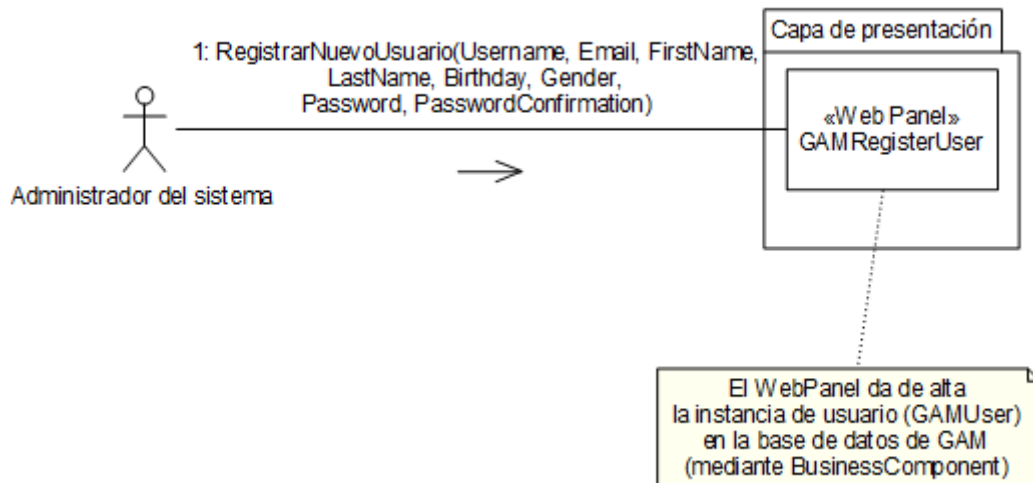 Capa de presentación
1: RegistrarNuevoUsuario(Username, Email, FirstName,
LastName, Birthday, Gender,
Password, PasswordConfirmation)
«Web Panel»
GAMRegisterUser
Administrador del sistema
El WebPanel da de alta
la instancia de usuario (GAMUser)
en la base de datos de GAM
(mediante BusinessComponent)